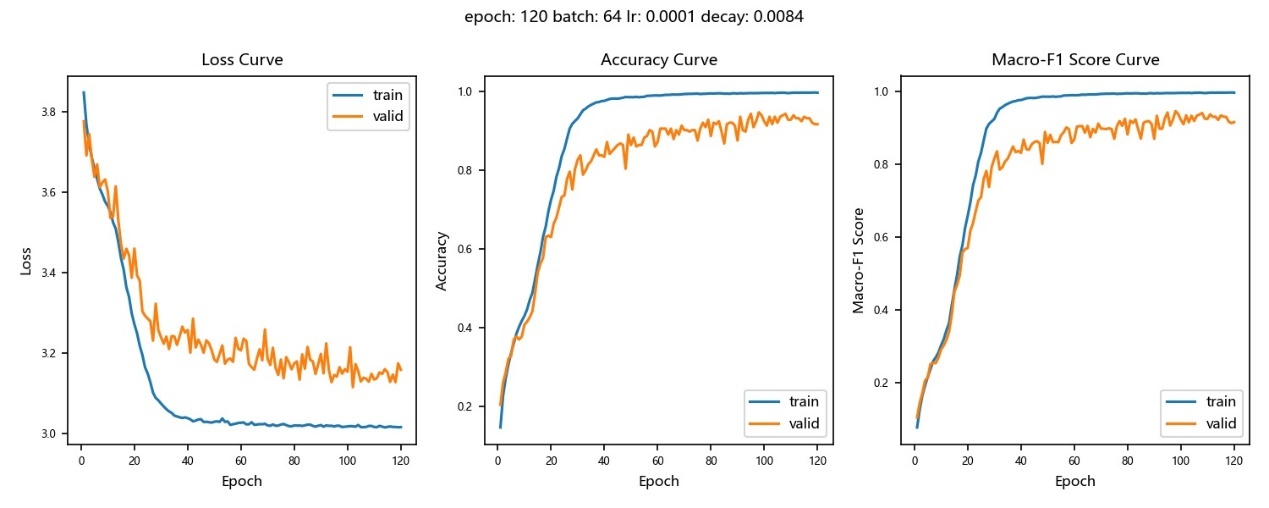 epoch: 120 batch: 64 lr: 0.0001 decay: 0.0084
Loss Curve
Loss
3.8
3.6
3.4
3.2
3.0
0 20 40 60 80 100 120
Epoch
train
valid
Accuracy Curve
Accuracy
1.0
0.8
0.6
0.4
0.2
0 20 40 60 80 100 120
Epoch
train
valid
Macro-F1 Score Curve
Macro-F1 Score
1.0
0.8
0.6
0.4
0.2
0 20 40 60 80 100 120
Epoch
train
valid